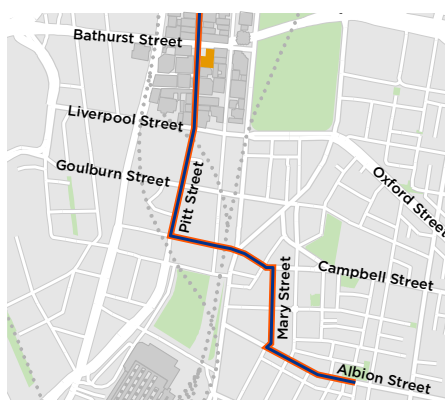 Bathurst Street
Liverpool Street
Goulburn Street
Pitt Street
Oxford Street
Campbell Street
Mary Street
Albion Street